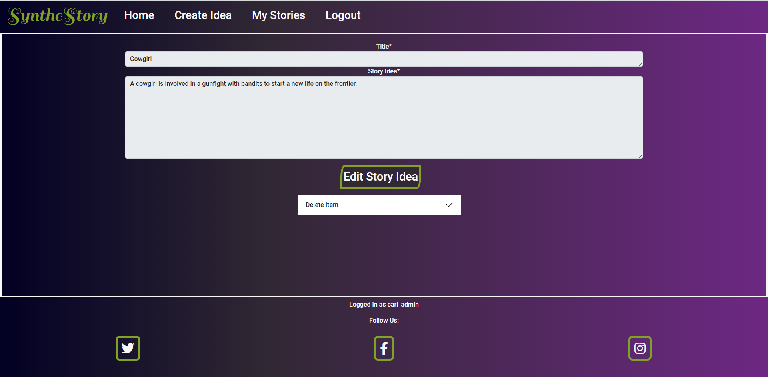 SyntheStory Home Create Idea My Stories Logout
Title*
Cowgirl
Story Idea*
A cowgirl is involved in a gunfight with bandits to start a new life on the frontier.
Edit Story Idea
Delete Item
Logged in as carl-admin
Follow Us: